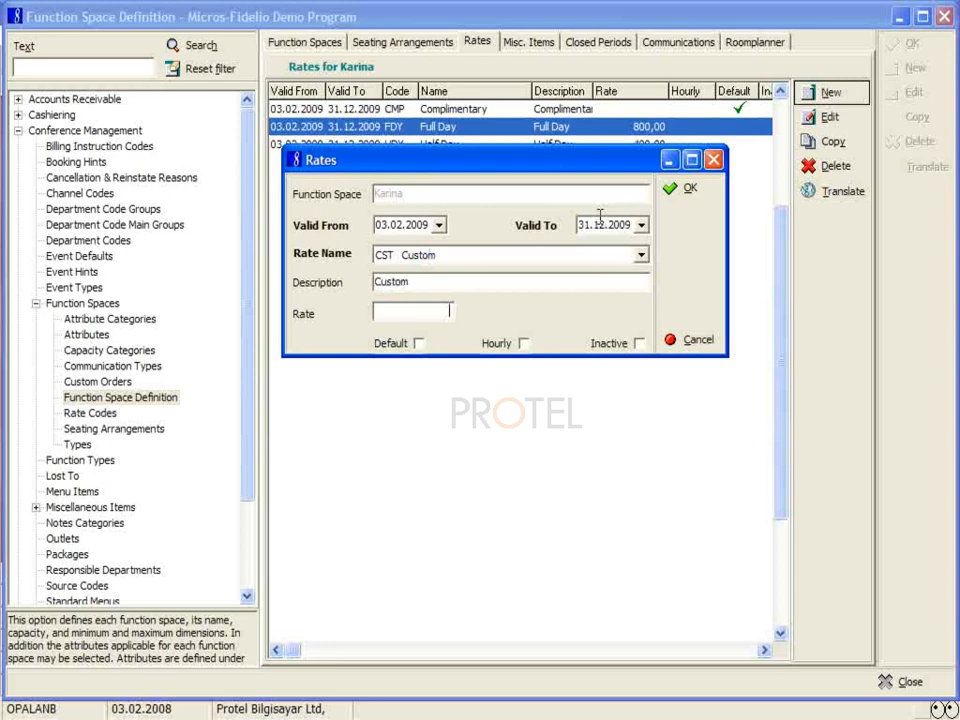 Function Space Definition - Micros-Fidelio Demo Program
Text
Search
Reset filter
Accounts Receivable
Cashiering
Conference Management
Billing Instruction Codes
Booking Hints
Cancellation & Reinstate Reasons
Channel Codes
Department Code Groups
Department Code Main Groups
Event Defaults
Event Hints
Event Types
Function Spaces
Attribute Categories
Attributes
Capacity Categories
Communication Types
Custom Orders
Function Space Definition
Rate Codes
Seating Arrangements
Types
Function Types
Lost To
Menu Items
Miscellaneous Items
Notes Categories
Outlets
Packages
Responsible Departments
Source Codes
Standard Menus
This option defines each function space, its name,
capacity, and minimum and maximum dimensions. In
addition the attributes applicable for each function
space may be selected. Attributes are defined under
Function Spaces Seating Arrangements Rates Misc. Items Closed Periods Communications Roomplanner
Rates for Karina
Valid From Valid To Code Name Description Rate Hourly Default In
03.02.2009 31.12.2009 CMP Complimentary Complimenta
03.02.2009 31.12.2009 FDY Full Day Full Day 800,00
Rates
Function Space Karina
Valid From 03.02.2009 Valid To 31.12.2009
Rate Name CST Custom
Description Custom
Rate
Default Hourly Inactive
OK
Cancel
PROTEL
New
Edit
Copy
Delete
Translate
OK
New
Edit
Copy
Delete
Translate
Close
OPALANB 03.02.2008 Protel Bilgisayar Ltd,